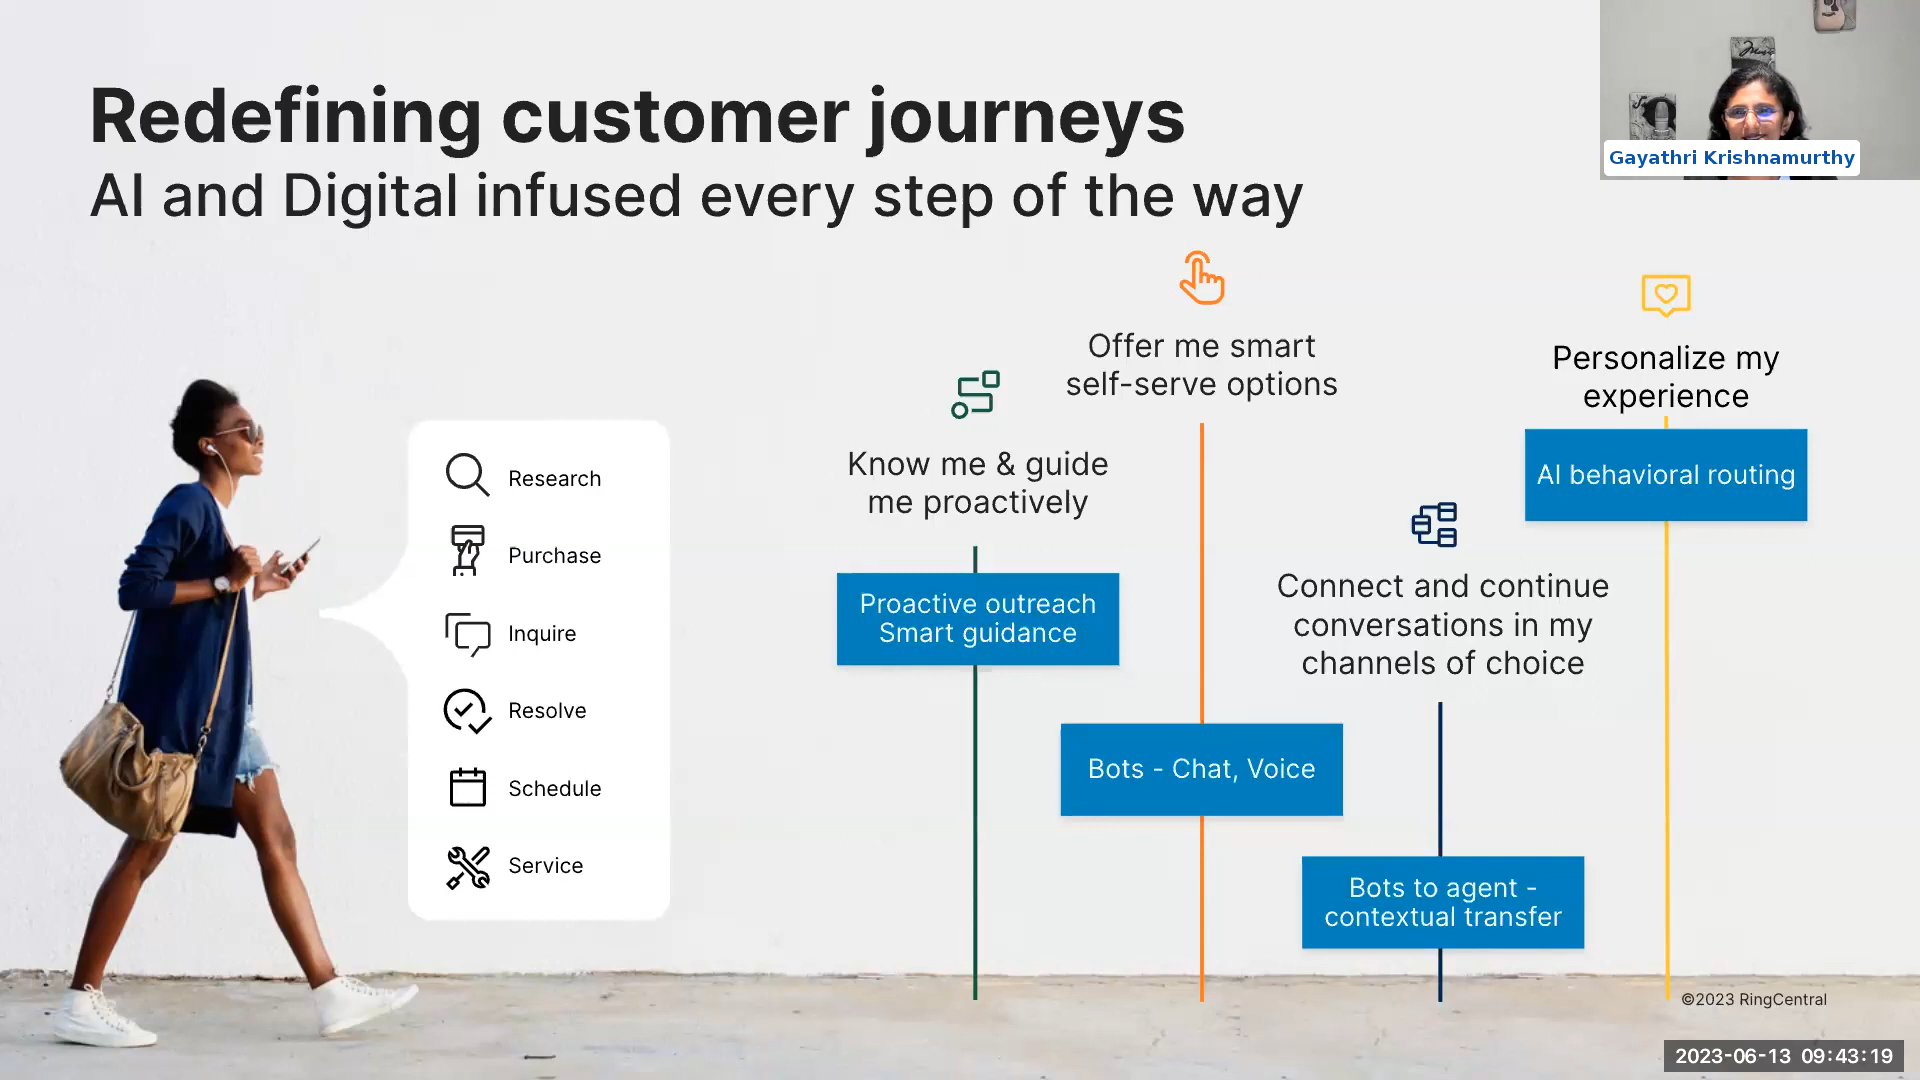 Redefining customer journeys
AI and Digital infused every step of the way
Gayathri Krishnamurthy
Research
Purchase
Inquire
Resolve
Schedule
Service
Know me & guide
me proactively
Proactive outreach
Smart guidance
Offer me smart
self-serve options
Bots - Chat, Voice
Connect and continue
conversations in my
channels of choice
Bots to agent -
contextual transfer
Personalize my
experience
AI behavioral routing
©2023 RingCentral
2023-06-13 09:43:19